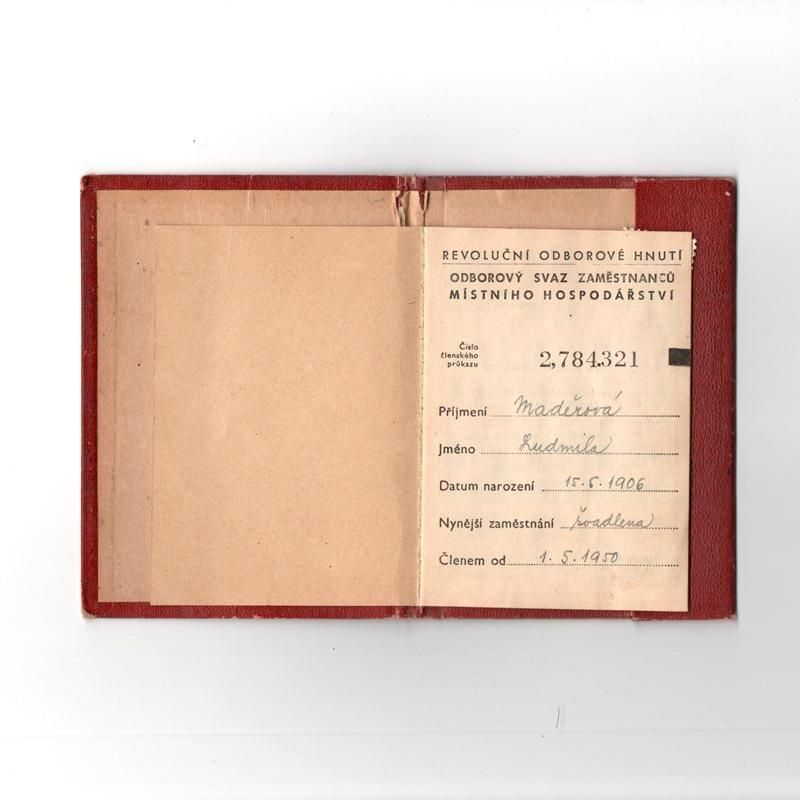 REVOLUČNÍ ODBOROVÉ HNUTÍ
ODBOROVÝ SVAZ ZAMĚSTNANCŮ
MÍSTNÍHO HOSPODÁŘSTVÍ
Číslo
členského
průkazu 2,784.321
Příjmení Maděrová
Jméno Ludmila
Datum narození 15.5.1906
Nynější zaměstnání švadlena
Členem od 1.5.1950